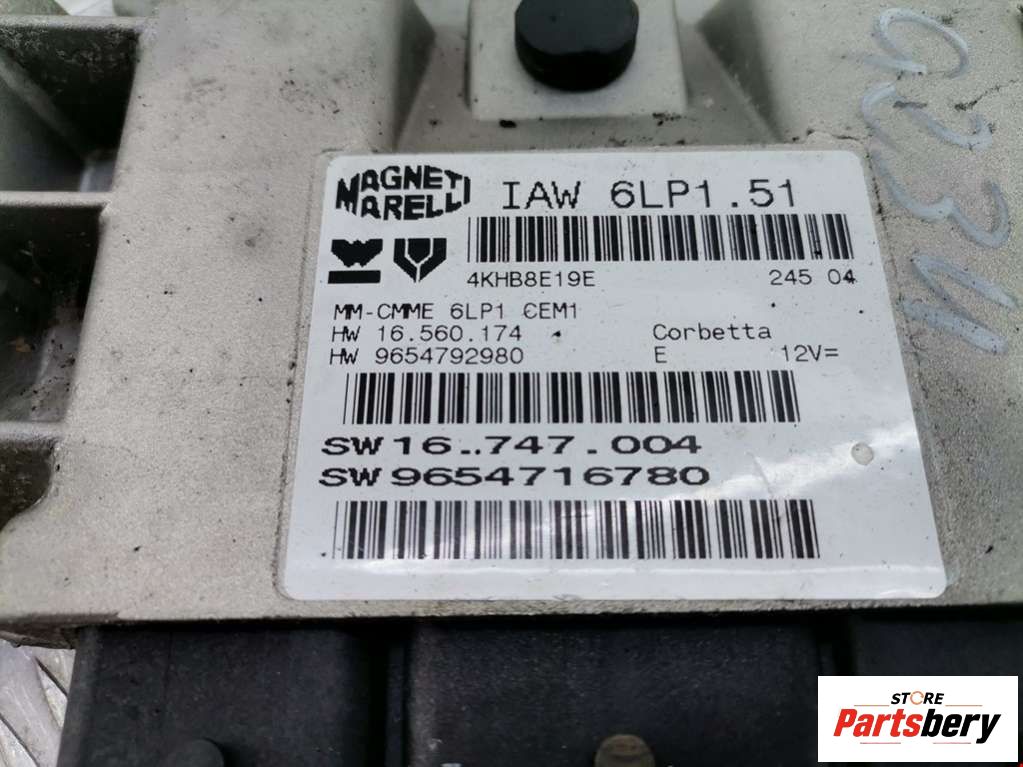 MAGNETI
MARELLI
IAW 6LP1.51
4KHB8E19E 245 04
MM-CMME 6LP1 CEM1
HW 16.560.174 Corbetta
HW 9654792980 E 12V=
SW 16..747.004
SW 9654716780
STORE
Partsbery